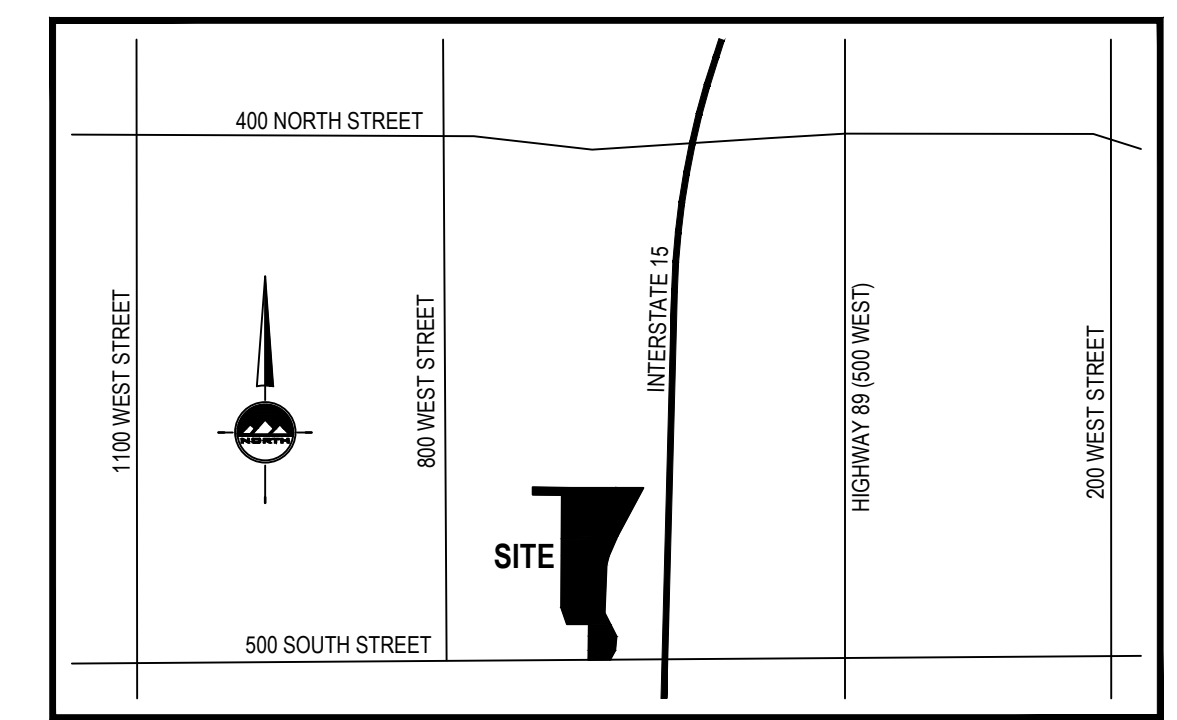 400 NORTH STREET
1100 WEST STREET
800 WEST STREET
INTERSTATE 15
HIGHWAY 89 (500 WEST)
200 WEST STREET
NORTH
SITE
500 SOUTH STREET